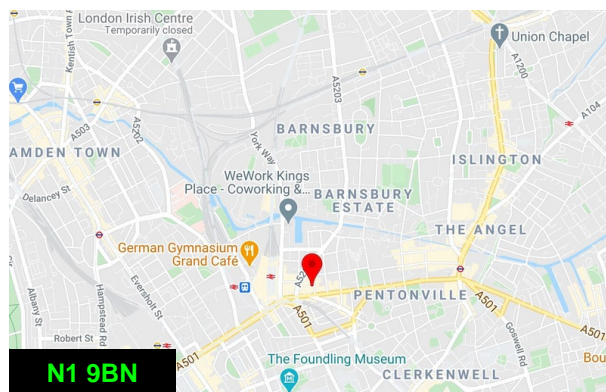 London Irish Centre
Temporarily closed
Kentish Town
Union Chapel
A1200
A5203
A104
A503
A5202
BARNSBURY
York Way
AMDEN TOWN
ISLINGTON
WeWork Kings
Place - Coworking &...
BARNSBURY
ESTATE
Delancey St
THE ANGEL
German Gymnasium
Grand Café
A52
Eversholt St
PENTONVILLE
Albany St
Hampstead Rd
A501
A501
Goswell Rd
Bou
Robert St
A501
The Foundling Museum
CLERKENWELL
N1 9BN